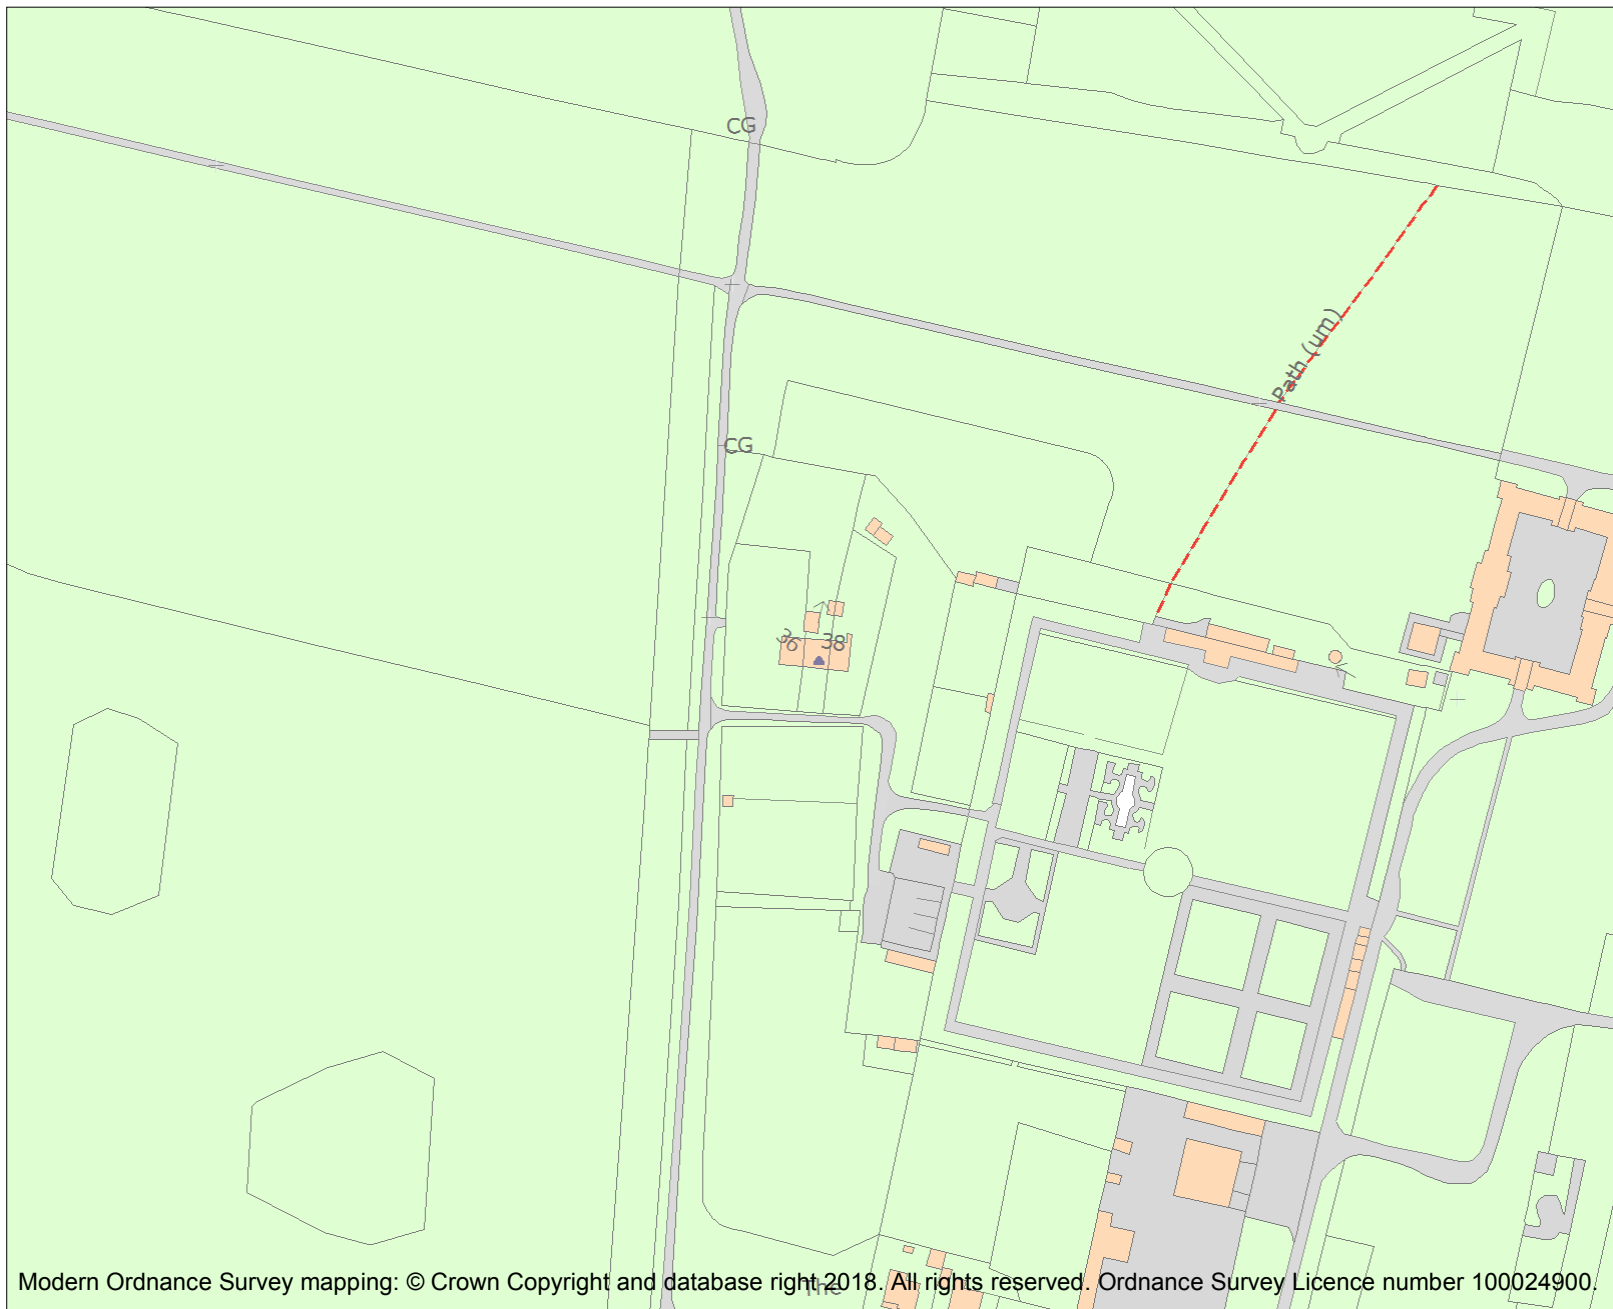 CG
Path (um)
CG
36
38
The
Modern Ordnance Survey mapping: © Crown Copyright and database right 2018. All rights reserved. Ordnance Survey Licence number 100024900.